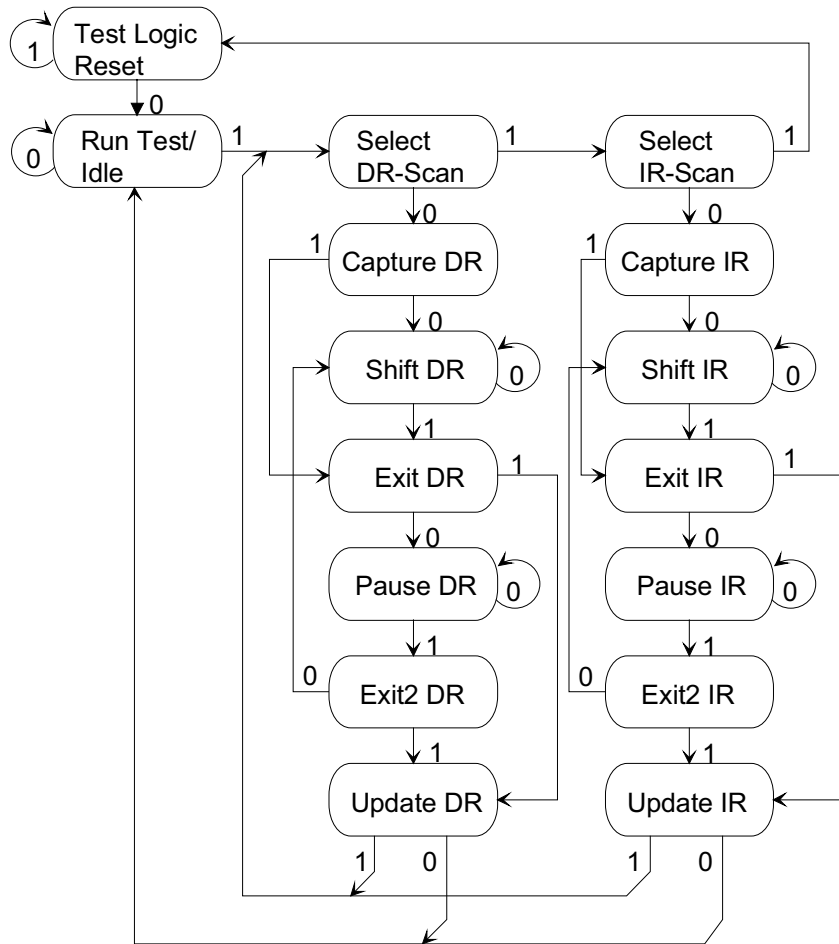 Test Logic
Reset
1
0
Run Test/
Idle
0
1
Select
DR-Scan
1
Select
IR-Scan
1
0
0
1
Capture DR
1
Capture IR
0
0
Shift DR
0
Shift IR
0
1
1
Exit DR
1
Exit IR
1
0
0
Pause DR
0
Pause IR
0
1
1
0
Exit2 DR
0
Exit2 IR
1
1
Update DR
Update IR
1
0
1
0